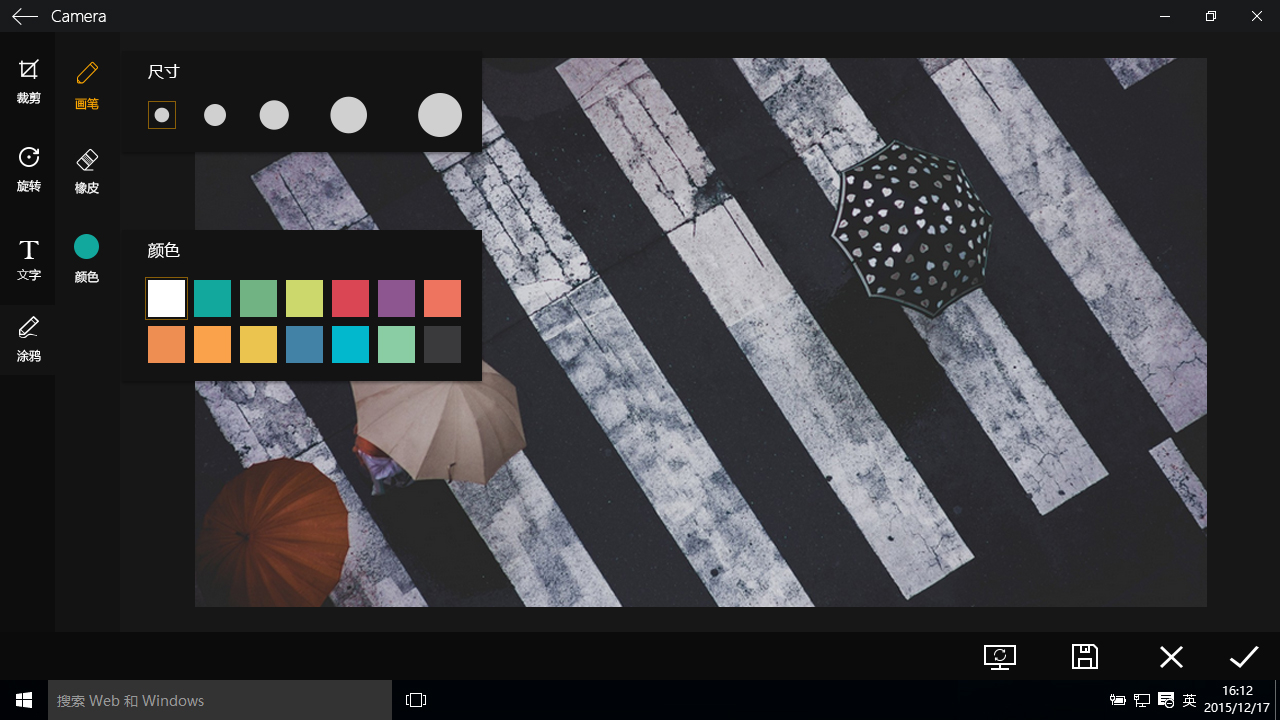 Camera
裁剪
旋转
文字
涂鸦
画笔
橡皮
颜色
尺寸
颜色
搜索 Web 和 Windows
英
16:12
2015/12/17